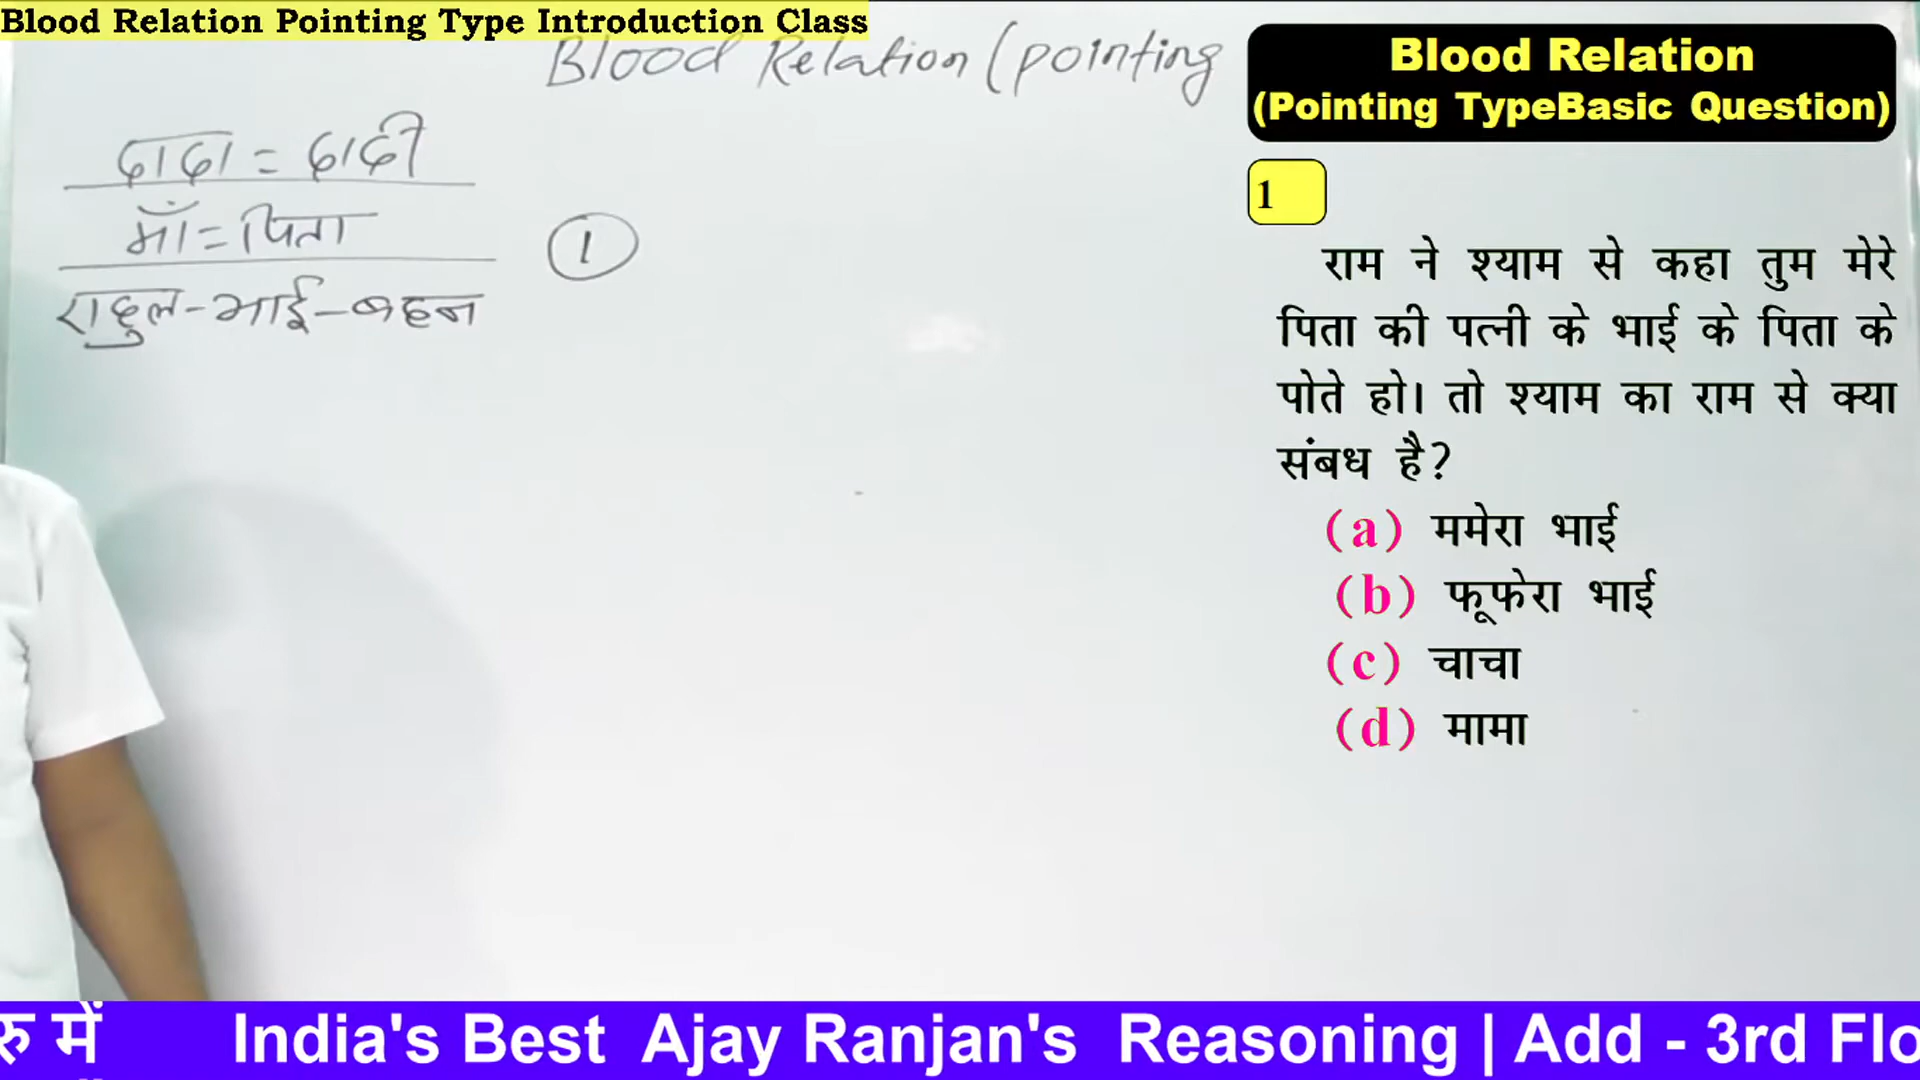 Blood Relation Pointing Type Introduction Class
Blood Relation (pointing
दादा = दादी
माँ = पिता
राहुल - भाई - बहन
1
Blood Relation
(Pointing TypeBasic Question)
1
राम ने श्याम से कहा तुम मेरे
पिता की पत्नी के भाई के पिता के
पोते हो। तो श्याम का राम से क्या
संबध है?
(a) ममेरा भाई
(b) फूफेरा भाई
(c) चाचा
(d) मामा
में India's Best Ajay Ranjan's Reasoning | Add - 3rd Flo